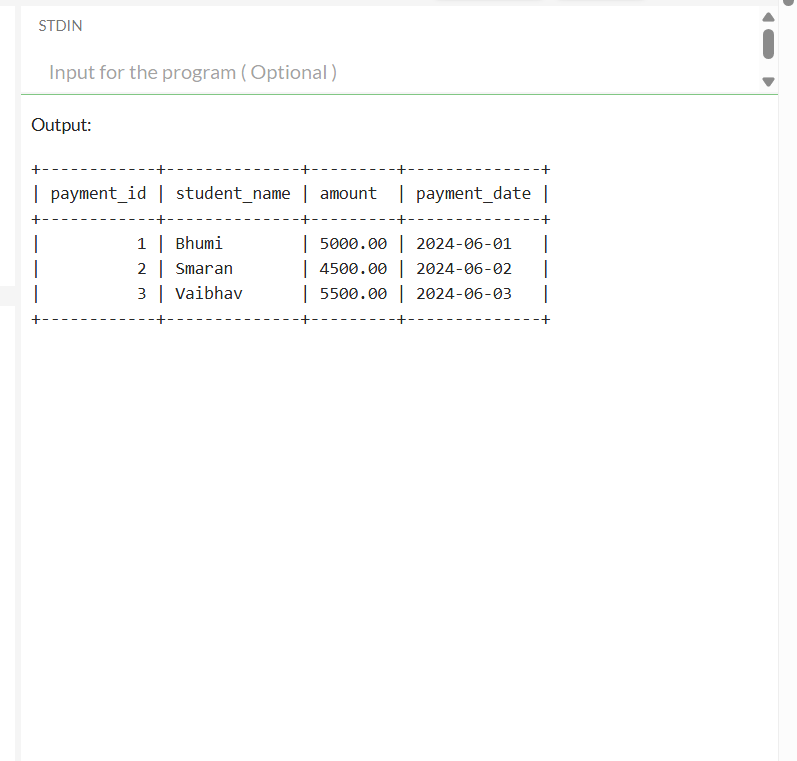 STDIN
Input for the program ( Optional )
Output:
+------------+--------------+---------+--------------+
| payment_id | student_name | amount  | payment_date |
+------------+--------------+---------+--------------+
|          1 | Bhumi        | 5000.00 | 2024-06-01   |
|          2 | Smaran       | 4500.00 | 2024-06-02   |
|          3 | Vaibhav      | 5500.00 | 2024-06-03   |
+------------+--------------+---------+--------------+